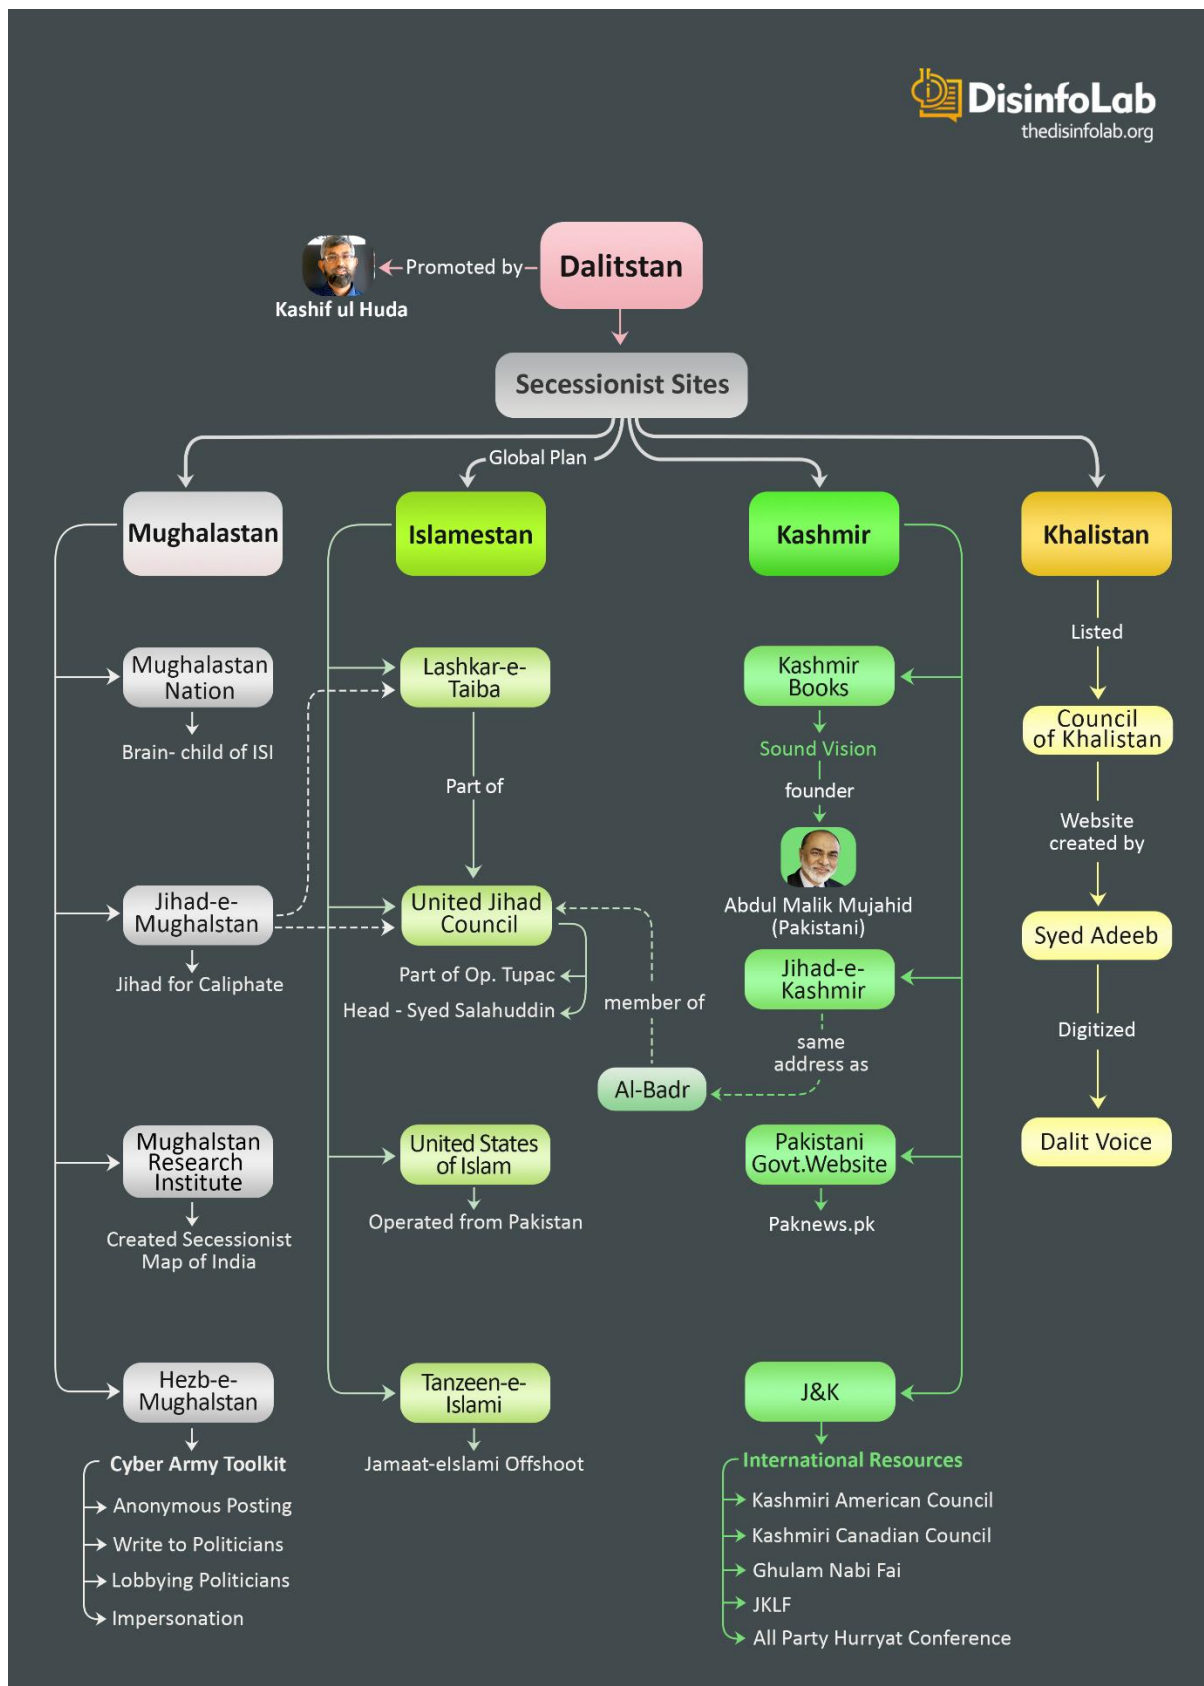 DisinfoLab
thedisinfolab.org
Dalitstan
Promoted by
Kashif ul Huda
Secessionist Sites
Global Plan
Mughalastan
Islamestan
Kashmir
Khalistan
Mughalastan
Nation
Brain- child of ISI
Jihad-e-
Mughalstan
Jihad for Caliphate
Mughalstan
Research
Institute
Created Secessionist
Map of India
Hezb-e-
Mughalstan
Cyber Army Toolkit
Anonymous Posting
Write to Politicians
Lobbying Politicians
Impersonation
Lashkar-e-
Taiba
Part of
United Jihad
Council
Part of Op. Tupac
Head - Syed Salahuddin
United States
of Islam
Operated from Pakistan
Tanzeen-e-
Islami
Jamaat-eIslami Offshoot
Kashmir
Books
Sound Vision
founder
Abdul Malik Mujahid
(Pakistani)
Jihad-e-
Kashmir
same
address as
Al-Badr
member of
Pakistani
Govt.Website
Paknews.pk
J&K
International Resources
Kashmiri American Council
Kashmiri Canadian Council
Ghulam Nabi Fai
JKLF
All Party Hurryat Conference
Listed
Council
of Khalistan
Website
created by
Syed Adeeb
Digitized
Dalit Voice